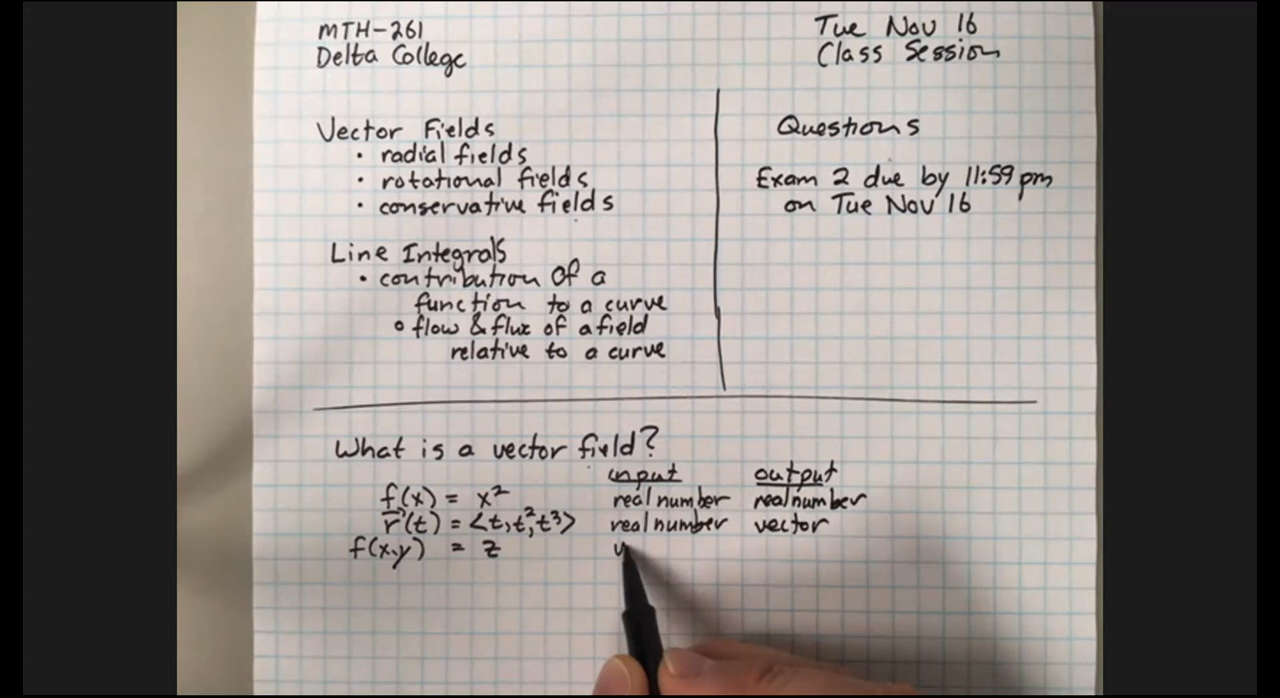 MTH-261
Delta College
Tue Nov 16
Class Session
Vector Fields
• radial fields
• rotational fields
• conservative fields
Line Integrals
• contribution of a
function to a curve
∘ flow & flux of a field
relative to a curve
Questions
Exam 2 due by 11:59 pm
on Tue Nov 16
What is a vector field?
input output
f(x) = x² real number real number
r⃗(t) = <t, t², t³> real number vector
f(x,y) = z v